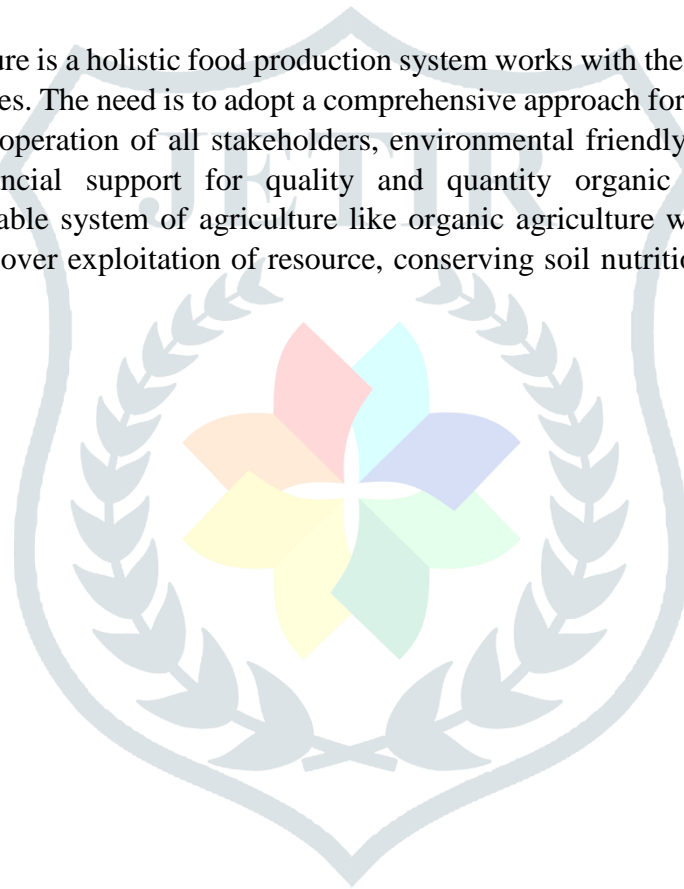 ure is a holistic food production system works with the
es. The need is to adopt a comprehensive approach for
operation of all stakeholders, environmental friendly
ncial support for quality and quantity organic
able system of agriculture like organic agriculture w
over exploitation of resource, conserving soil nutritio
JETIR